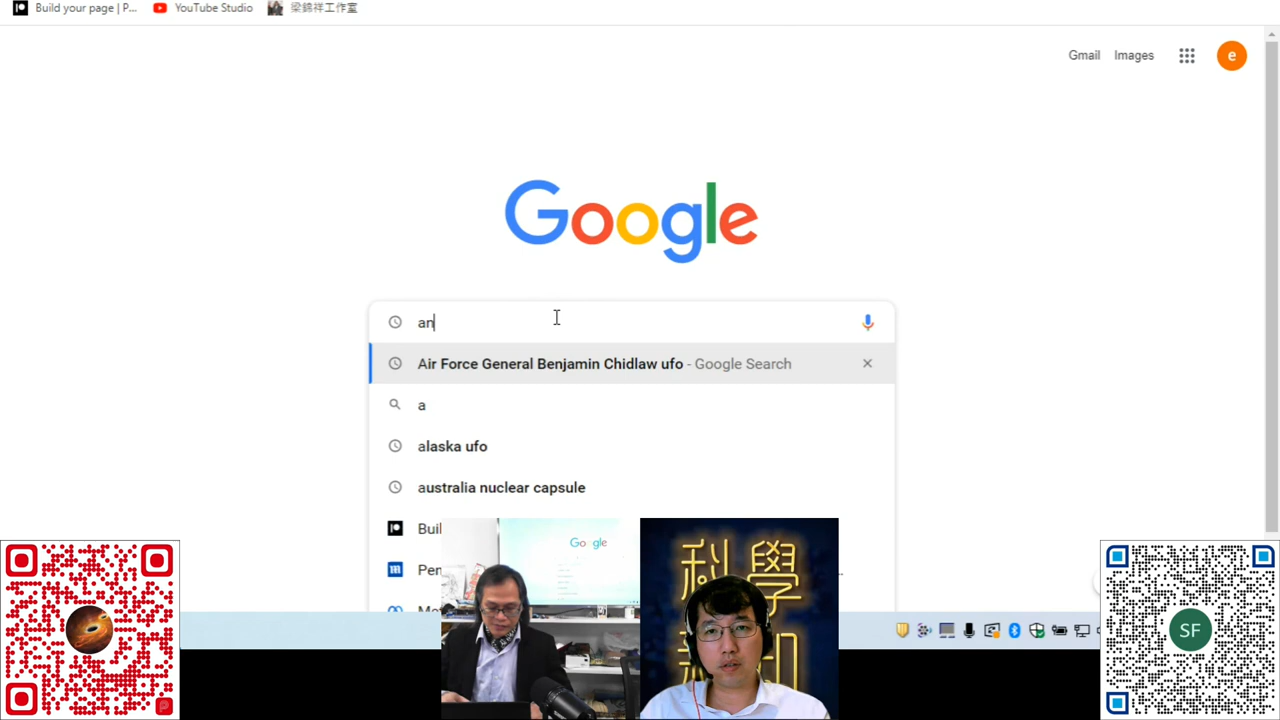 Build your page | P...
YouTube Studio
梁錦祥工作室
Gmail
Images
e
Google
an
Air Force General Benjamin Chidlaw ufo - Google Search
a
alaska ufo
australia nuclear capsule
Buil
Pen
Google
科學
SF